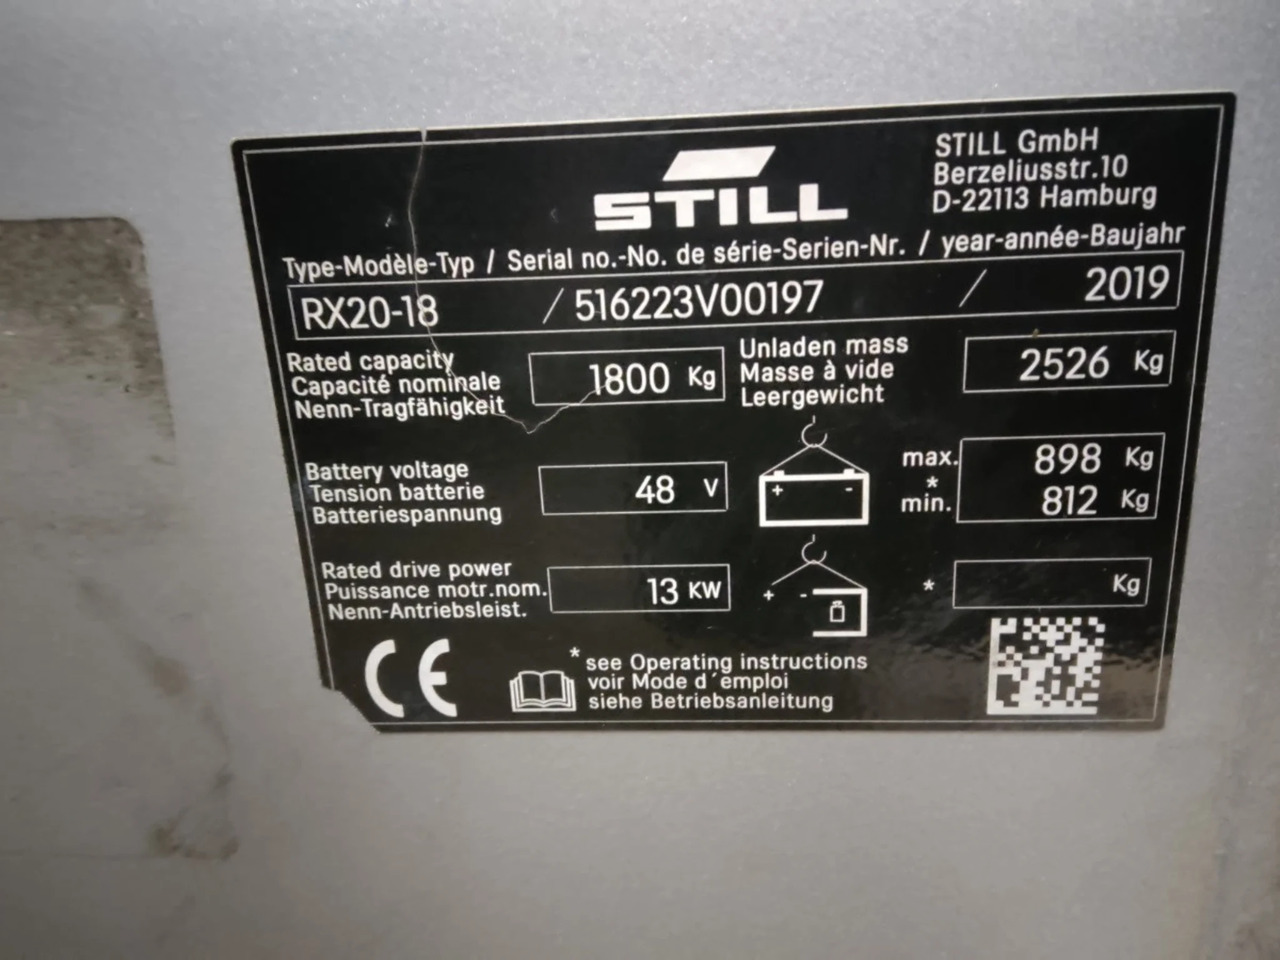 STILL
STILL GmbH
Berzeliusstr.10
D-22113 Hamburg
Type-Modèle-Typ / Serial no.-No. de série-Serien-Nr. / year-année-Baujahr
RX20-18 / 516223V00197 / 2019
Rated capacity
Capacité nominale
Nenn-Tragfähigkeit
1800 Kg
Unladen mass
Masse à vide
Leergewicht
2526 Kg
Battery voltage
Tension batterie
Batteriespannung
48 V
+ -
max. 898 Kg
*
min. 812 Kg
Rated drive power
Puissance motr.nom.
Nenn-Antriebsleist.
13 KW
+ -
* Kg
CE
* see Operating instructions
voir Mode d´emploi
siehe Betriebsanleitung